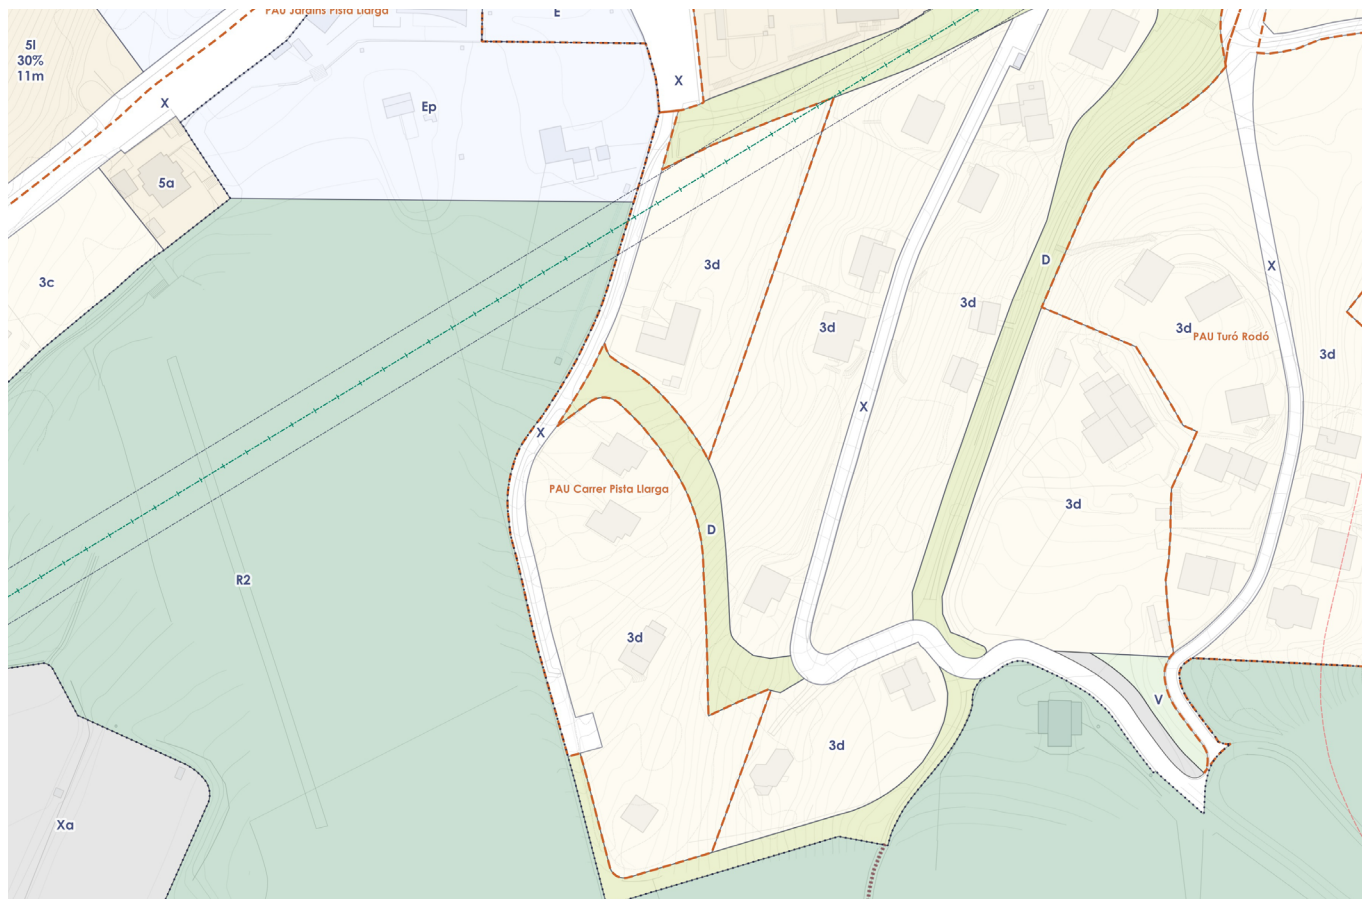 PAU Jardins Pista Llarga
E
5l
30%
11m
X
X
Ep
5a
3c
3d
D
X
3d
3d
3d
PAU Turó Rodó
3d
X
X
PAU Carrer Pista Llarga
3d
D
R2
3d
V
3d
Xa